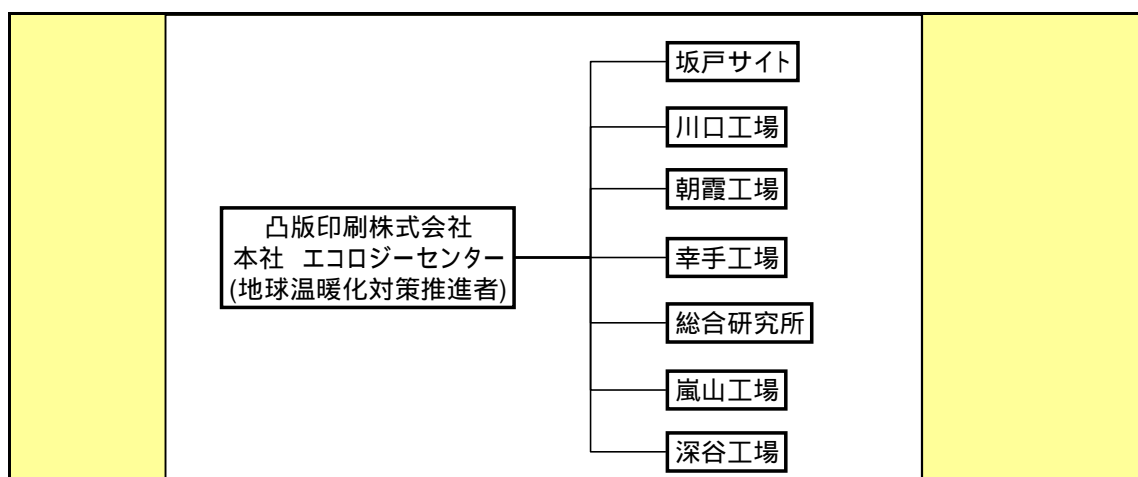 坂戸サイト
川口工場
朝霞工場
凸版印刷株式会社
本社　エコロジーセンター
(地球温暖化対策推進者)
幸手工場
総合研究所
嵐山工場
深谷工場